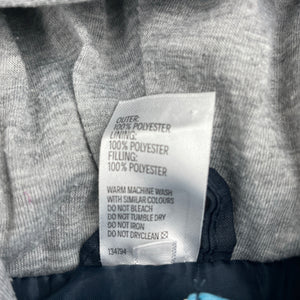 OUTER:
100% POLYESTER
LINING:
100% POLYESTER
FILLING:
100% POLYESTER
WARM MACHINE WASH
WITH SIMILAR COLOURS
DO NOT BLEACH
DO NOT TUMBLE DRY
DO NOT IRON
DO NOT DRYCLEAN
134794